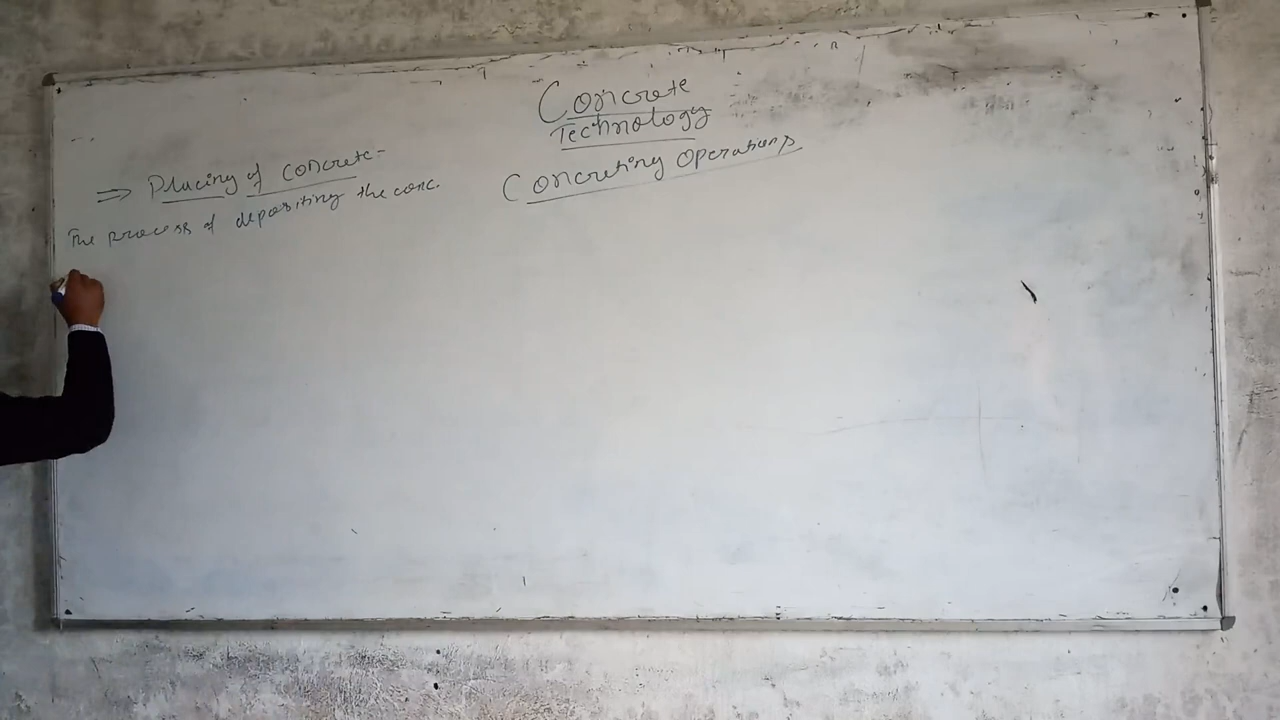 Concrete
Technology
Concreting Operations
⇒ Placing of concrete-
The process of depositing the conc.